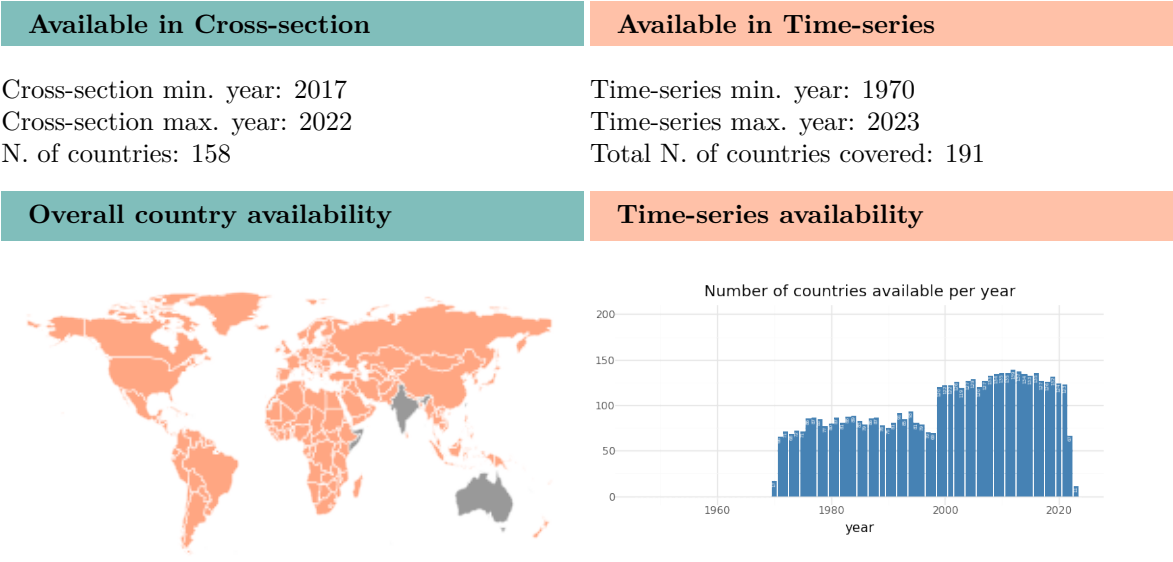 Available in Cross-section
Available in Time-series
Cross-section min. year: 2017
Cross-section max. year: 2022
N. of countries: 158
Time-series min. year: 1970
Time-series max. year: 2023
Total N. of countries covered: 191
Overall country availability
Time-series availability
Number of countries available per year
200
150
100
50
0
1960
1980
2000
2020
year